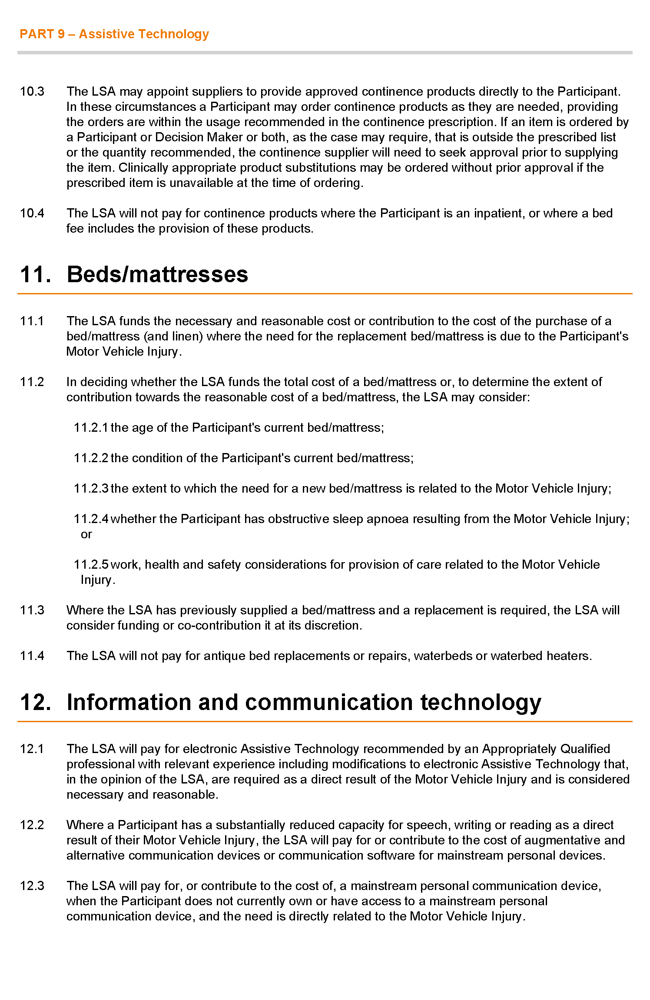 PART 9 – Assistive Technology
10.3 The LSA may appoint suppliers to provide approved continence products directly to the Participant.
In these circumstances a Participant may order continence products as they are needed, providing
the orders are within the usage recommended in the continence prescription. If an item is ordered by
a Participant or Decision Maker or both, as the case may require, that is outside the prescribed list
or the quantity recommended, the continence supplier will need to seek approval prior to supplying
the item. Clinically appropriate product substitutions may be ordered without prior approval if the
prescribed item is unavailable at the time of ordering.
10.4 The LSA will not pay for continence products where the Participant is an inpatient, or where a bed
fee includes the provision of these products.
11. Beds/mattresses
11.1 The LSA funds the necessary and reasonable cost or contribution to the cost of the purchase of a
bed/mattress (and linen) where the need for the replacement bed/mattress is due to the Participant's
Motor Vehicle Injury.
11.2 In deciding whether the LSA funds the total cost of a bed/mattress or, to determine the extent of
contribution towards the reasonable cost of a bed/mattress, the LSA may consider:
11.2.1 the age of the Participant's current bed/mattress;
11.2.2 the condition of the Participant's current bed/mattress;
11.2.3 the extent to which the need for a new bed/mattress is related to the Motor Vehicle Injury;
11.2.4 whether the Participant has obstructive sleep apnoea resulting from the Motor Vehicle Injury;
or
11.2.5 work, health and safety considerations for provision of care related to the Motor Vehicle
Injury.
11.3 Where the LSA has previously supplied a bed/mattress and a replacement is required, the LSA will
consider funding or co-contribution it at its discretion.
11.4 The LSA will not pay for antique bed replacements or repairs, waterbeds or waterbed heaters.
12. Information and communication technology
12.1 The LSA will pay for electronic Assistive Technology recommended by an Appropriately Qualified
professional with relevant experience including modifications to electronic Assistive Technology that,
in the opinion of the LSA, are required as a direct result of the Motor Vehicle Injury and is considered
necessary and reasonable.
12.2 Where a Participant has a substantially reduced capacity for speech, writing or reading as a direct
result of their Motor Vehicle Injury, the LSA will pay for or contribute to the cost of augmentative and
alternative communication devices or communication software for mainstream personal devices.
12.3 The LSA will pay for, or contribute to the cost of, a mainstream personal communication device,
when the Participant does not currently own or have access to a mainstream personal
communication device, and the need is directly related to the Motor Vehicle Injury.